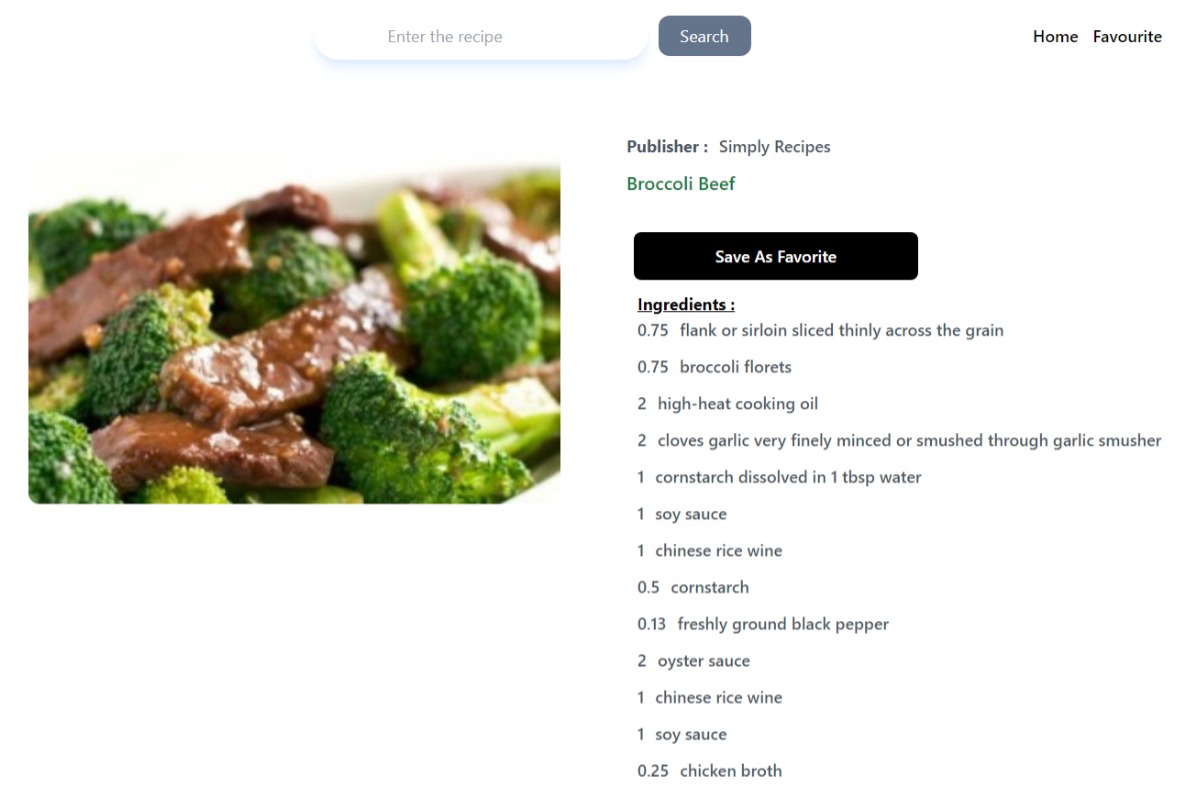 Enter the recipe
Search
Home
Favourite
Publisher : Simply Recipes
Broccoli Beef
Save As Favorite
Ingredients :
0.75 flank or sirloin sliced thinly across the grain
0.75 broccoli florets
2 high-heat cooking oil
2 cloves garlic very finely minced or smushed through garlic smusher
1 cornstarch dissolved in 1 tbsp water
1 soy sauce
1 chinese rice wine
0.5 cornstarch
0.13 freshly ground black pepper
2 oyster sauce
1 chinese rice wine
1 soy sauce
0.25 chicken broth